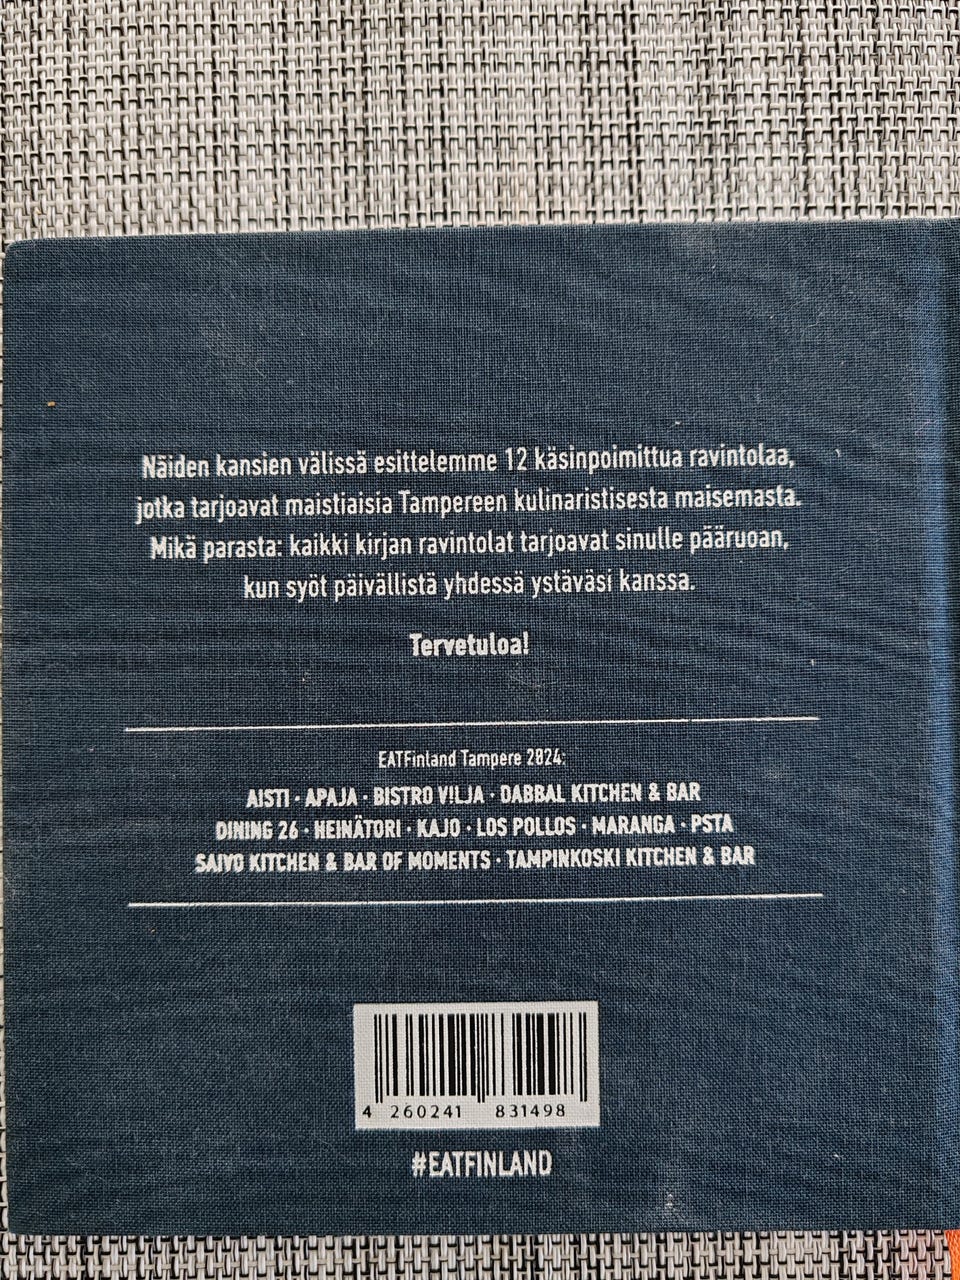 Näiden kansien välissä esittelemme 12 käsinpoimittua ravintolaa,
jotka tarjoavat maistiaisia Tampereen kulinaristisesta maisemasta.
Mikä parasta: kaikki kirjan ravintolat tarjoavat sinulle pääruoan,
kun syöt päivällistä yhdessä ystäväsi kanssa.
Tervetuloa!
EATFinland Tampere 2024:
AISTI · APAJA · BISTRO V!LJA · DABBAL KITCHEN & BAR
DINING 26 · HEINÄTORI · KAJO · LOS POLLOS · MARANGA · PSTA
SAIVO KITCHEN & BAR OF MOMENTS · TAMPINKOSKI KITCHEN & BAR
4 260241 831498
#EATFINLAND